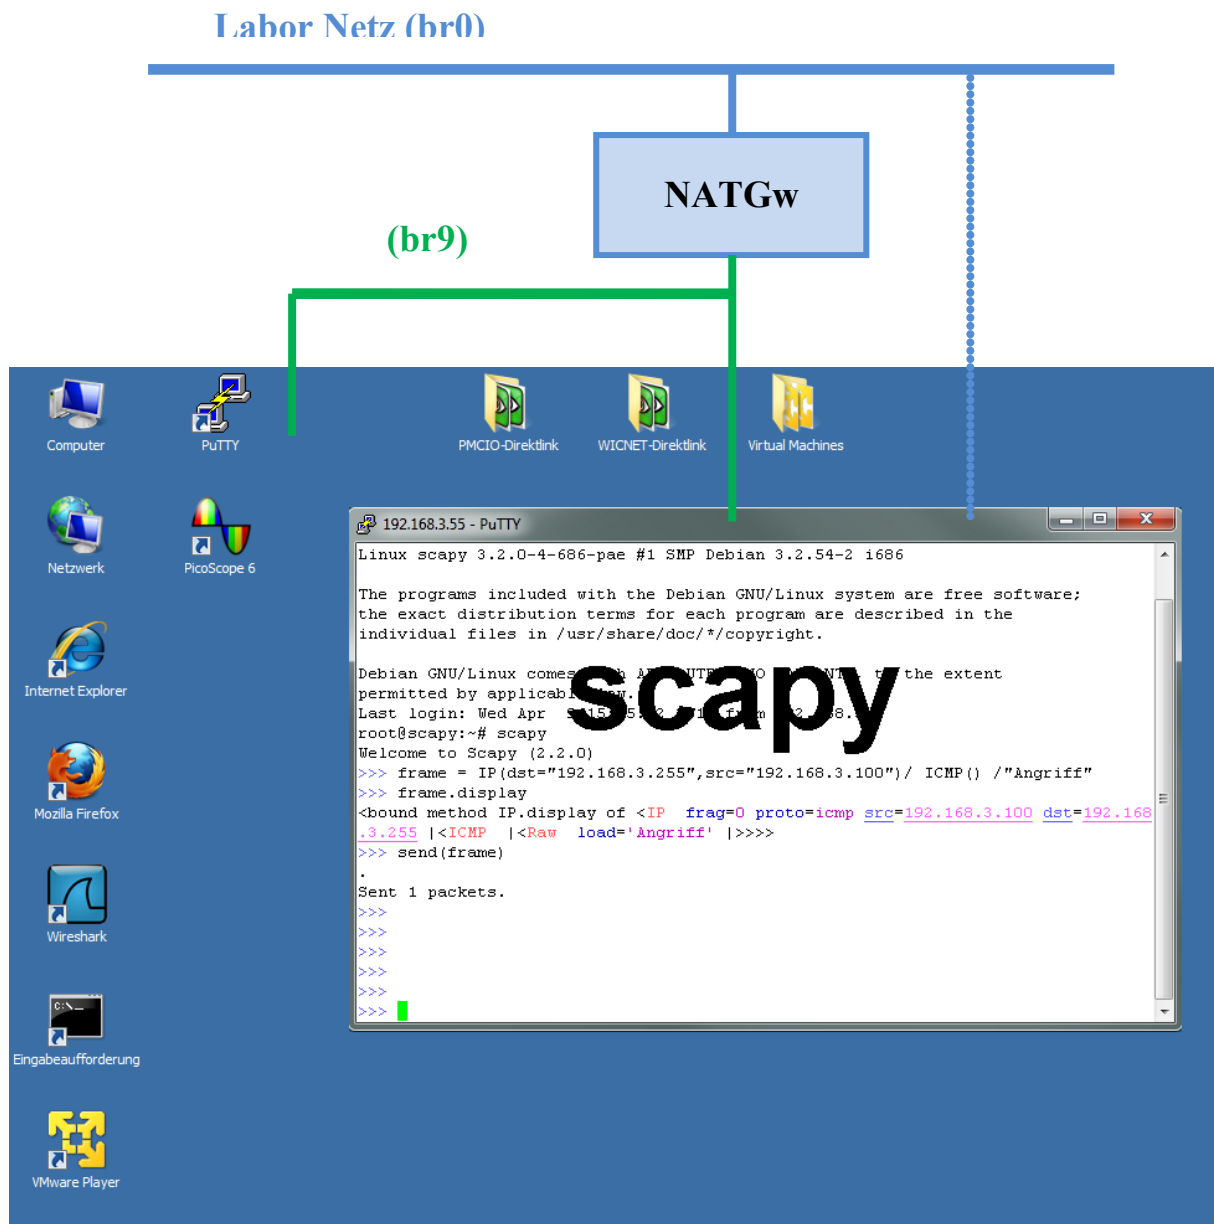 Labor Netz (br0)
NATGw
(br9)
Computer
PuTTY
PMCIO-Direktlink
WICNET-Direktlink
Virtual Machines
Netzwerk
PicoScope 6
Internet Explorer
Mozilla Firefox
Wireshark
C:\_
Eingabeaufforderung
VMware Player
192.168.3.55 - PuTTY
Linux scapy 3.2.0-4-686-pae #1 SMP Debian 3.2.54-2 i686
The programs included with the Debian GNU/Linux system are free software;
the exact distribution terms for each program are described in the
individual files in /usr/share/doc/*/copyright.
Debian GNU/Linux comes the extent
permitted by
Last login: Wed Apr
scapy
root@scapy:~# scapy
Welcome to Scapy (2.2.0)
>>> frame = IP(dst="192.168.3.255",src="192.168.3.100")/ ICMP() /"Angriff"
>>> frame.display
<bound method IP.display of <IP  frag=0 proto=icmp src=192.168.3.100 dst=192.168
.3.255 |<ICMP  |<Raw  load='Angriff' |>>>>
>>> send(frame)
.
Sent 1 packets.
>>>
>>>
>>>
>>>
>>>
>>>